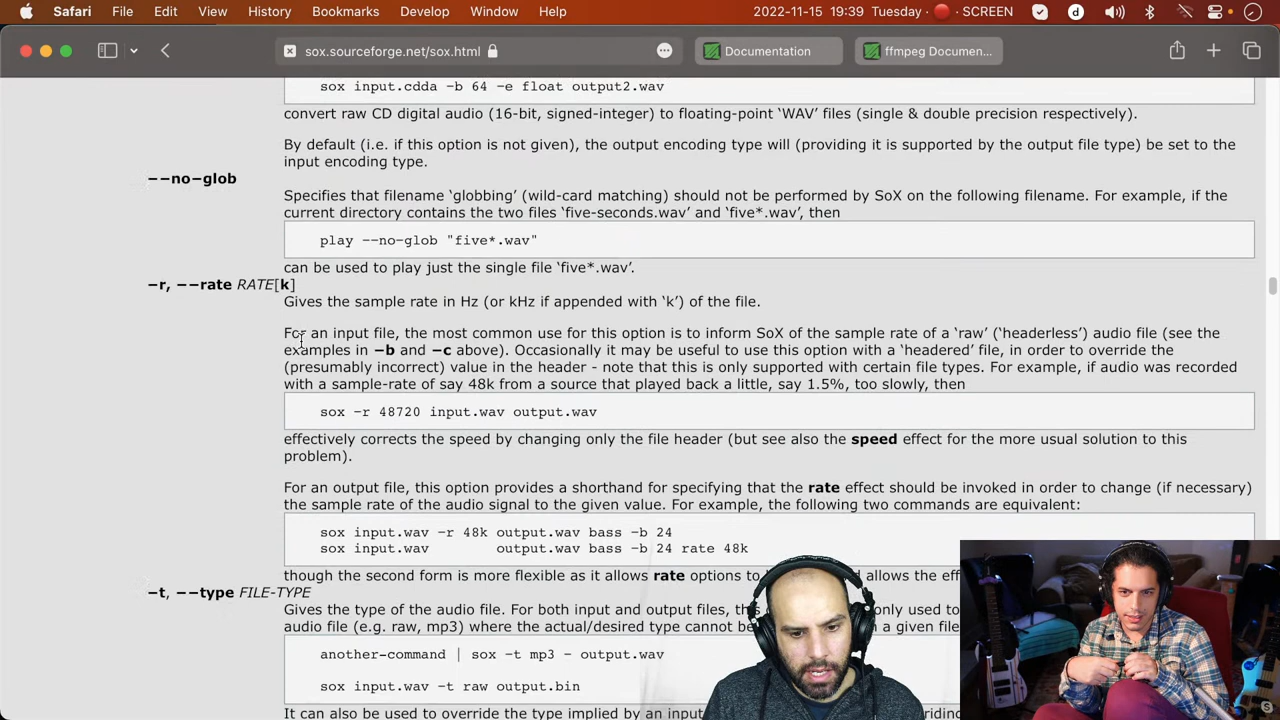 Safari File Edit View History Bookmarks Develop Window Help 2022-11-15 19:39 Tuesday SCREEN
sox.sourceforge.net/sox.html Documentation ffmpeg Documen...
sox input.cdda -b 64 -e float output2.wav
convert raw CD digital audio (16-bit, signed-integer) to floating-point ‘WAV’ files (single & double precision respectively).
By default (i.e. if this option is not given), the output encoding type will (providing it is supported by the output file type) be set to the
input encoding type.
--no-glob
Specifies that filename ‘globbing’ (wild-card matching) should not be performed by SoX on the following filename. For example, if the
current directory contains the two files ‘five-seconds.wav’ and ‘five*.wav’, then
play --no-glob "five*.wav"
can be used to play just the single file ‘five*.wav’.
-r, --rate RATE[k]
Gives the sample rate in Hz (or kHz if appended with ‘k’) of the file.
For an input file, the most common use for this option is to inform SoX of the sample rate of a ‘raw’ (‘headerless’) audio file (see the
examples in -b and -c above). Occasionally it may be useful to use this option with a ‘headered’ file, in order to override the
(presumably incorrect) value in the header - note that this is only supported with certain file types. For example, if audio was recorded
with a sample-rate of say 48k from a source that played back a little, say 1.5%, too slowly, then
sox -r 48720 input.wav output.wav
effectively corrects the speed by changing only the file header (but see also the speed effect for the more usual solution to this
problem).
For an output file, this option provides a shorthand for specifying that the rate effect should be invoked in order to change (if necessary)
the sample rate of the audio signal to the given value. For example, the following two commands are equivalent:
sox input.wav -r 48k output.wav bass -b 24
sox input.wav output.wav bass -b 24 rate 48k
though the second form is more flexible as it allows rate options to allows the
-t, --type FILE-TYPE
Gives the type of the audio file. For both input and output files, only used to
audio file (e.g. raw, mp3) where the actual/desired type cannot be a given file
another-command | sox -t mp3 - output.wav
sox input.wav -t raw output.bin
It can also be used to override the type implied by an input